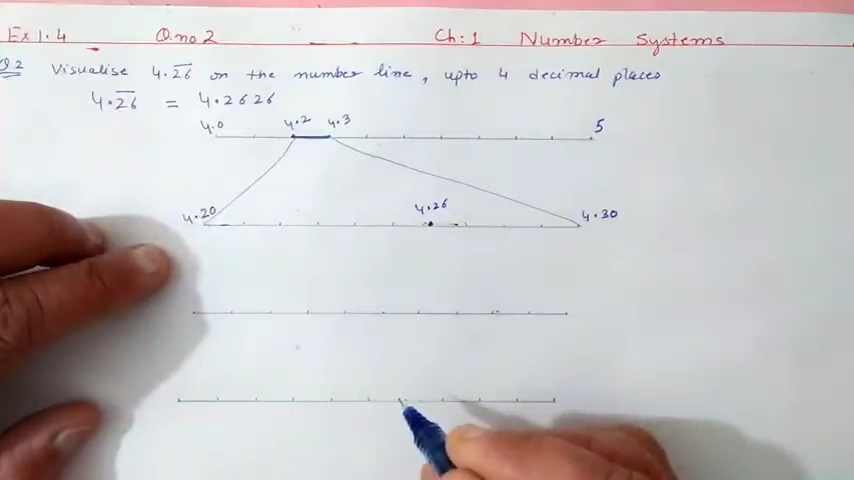 Ex 1.4 Q.no 2 Ch: 1 Number Systems
Q2 Visualise 4.2̅6̅ on the number line, upto 4 decimal places
4.2̅6̅ = 4.2626
4.0 4.2 4.3 5
4.20 4.26 4.30